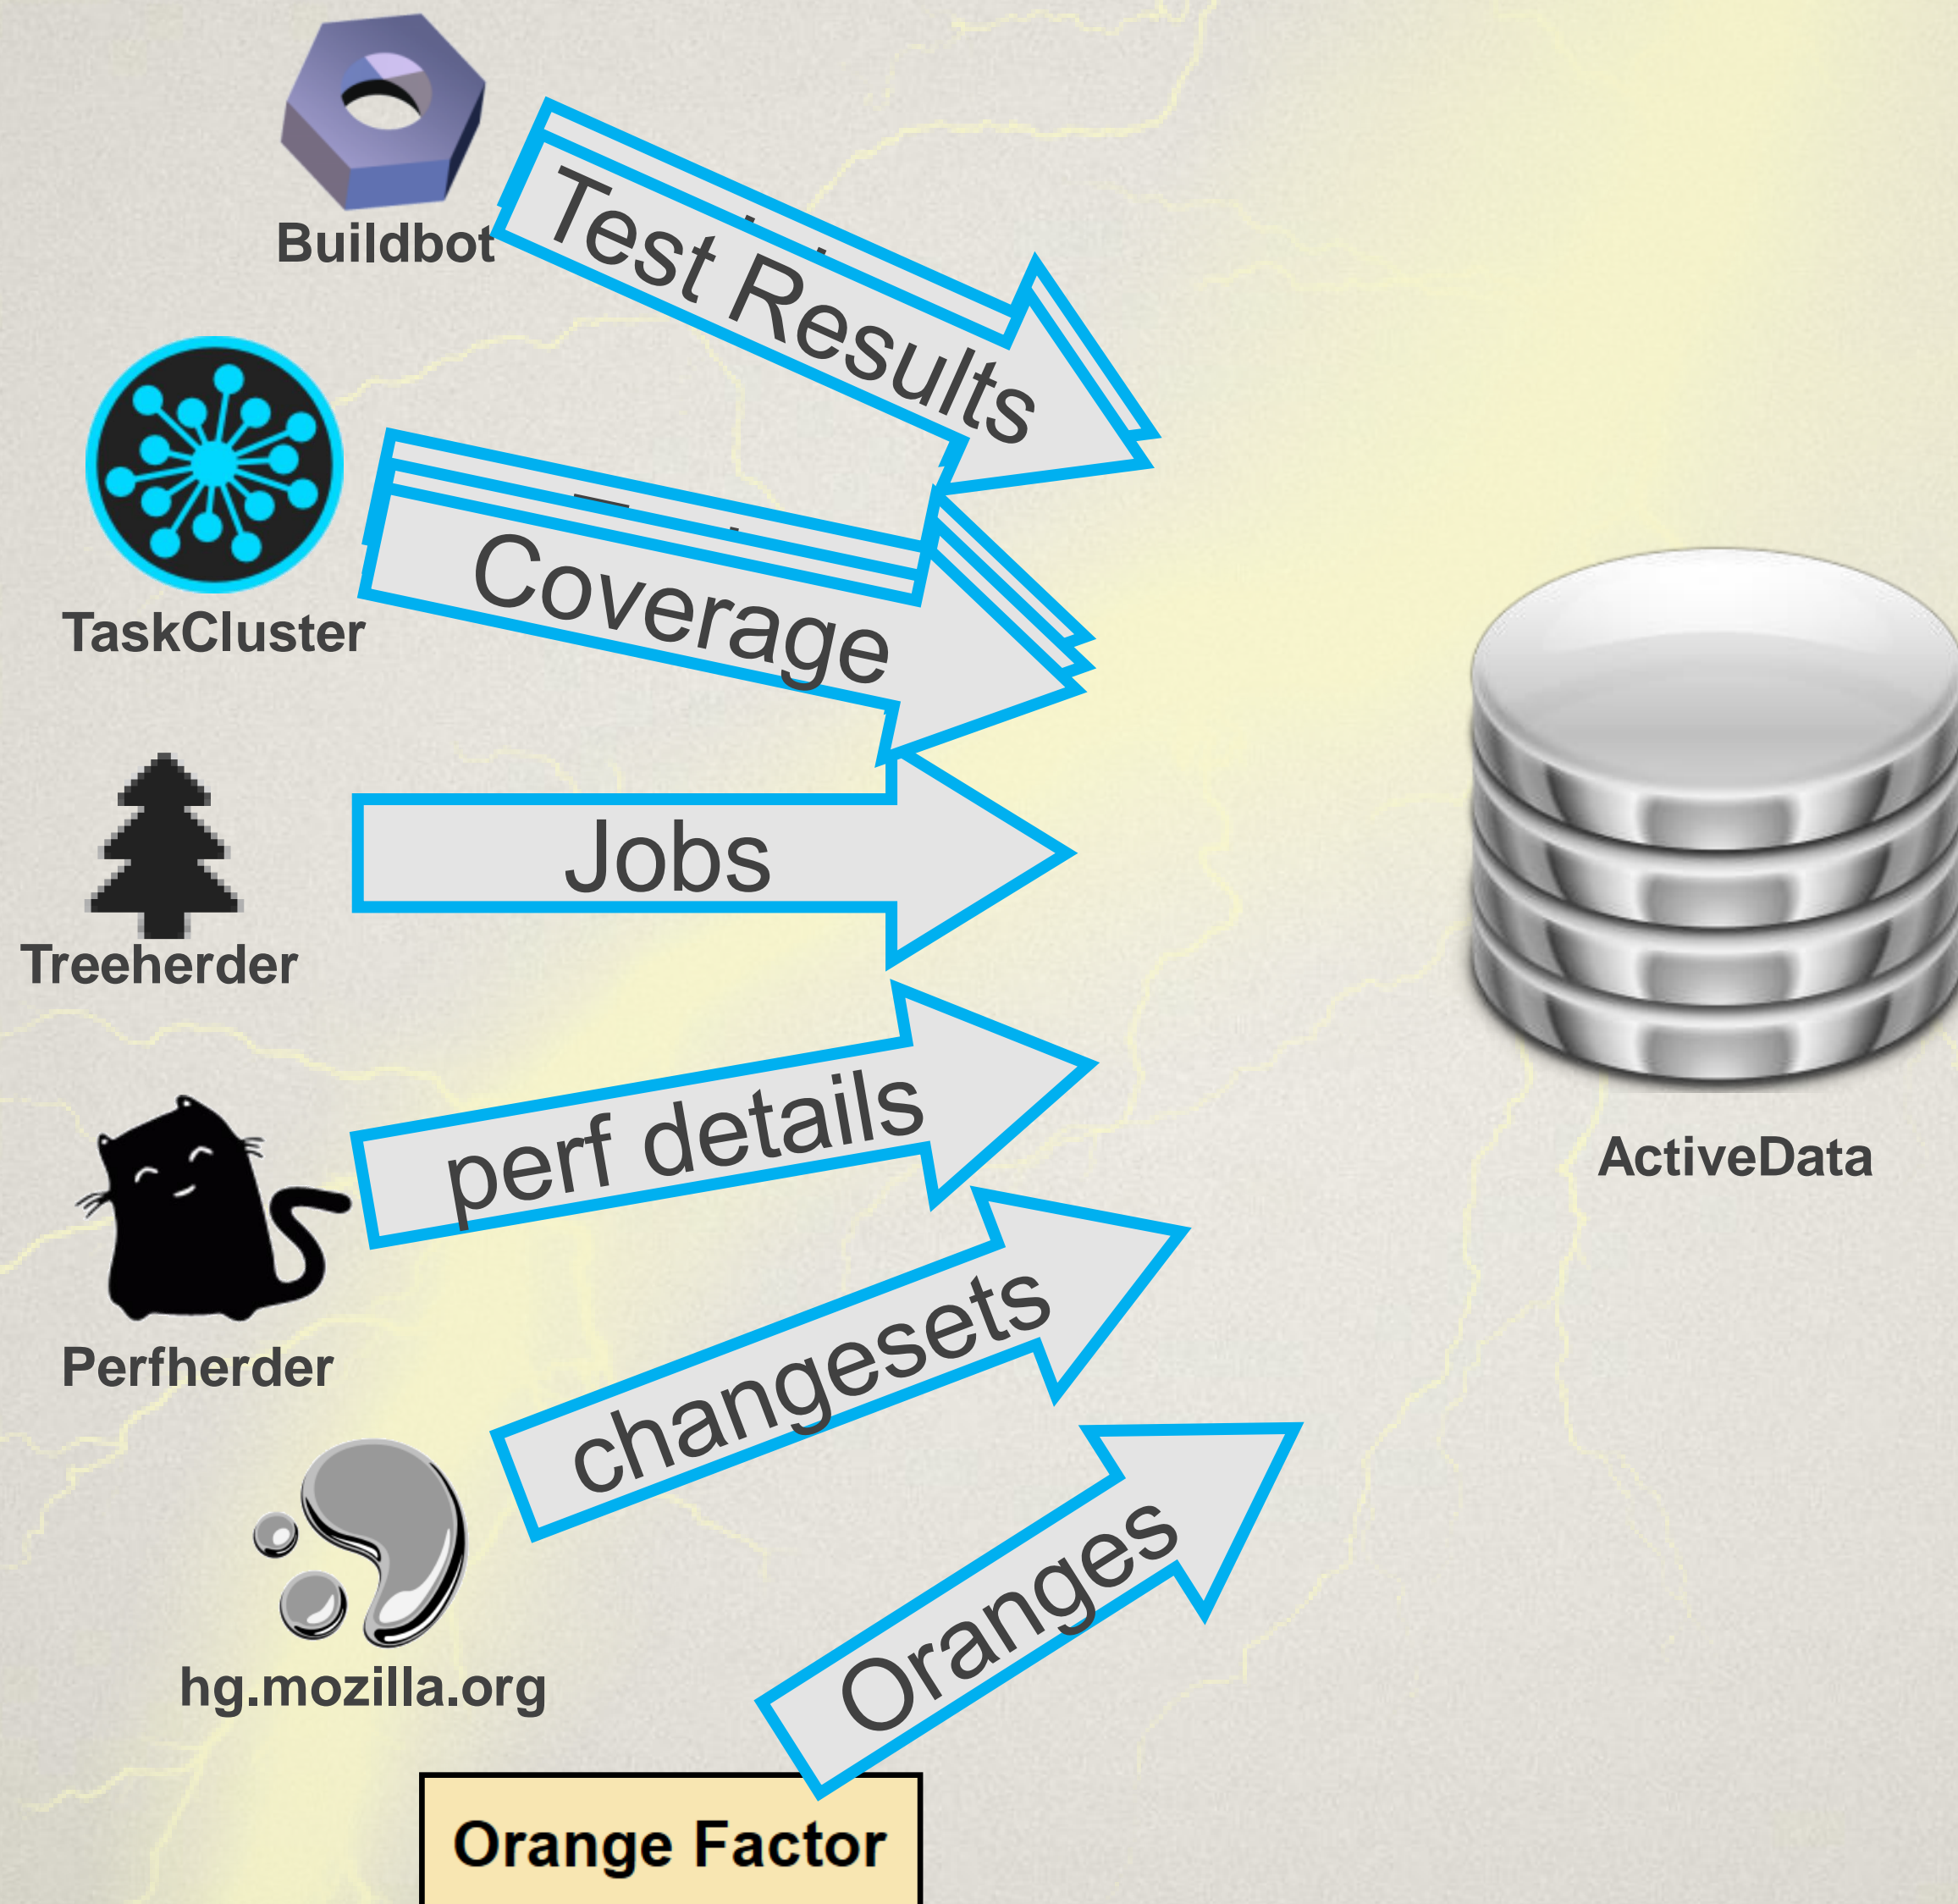 Buildbot
Test Results
TaskCluster
Coverage
Treeherder
Jobs
ActiveData
Perfherder
perf details
hg.mozilla.org
changesets
Orange Factor
Oranges